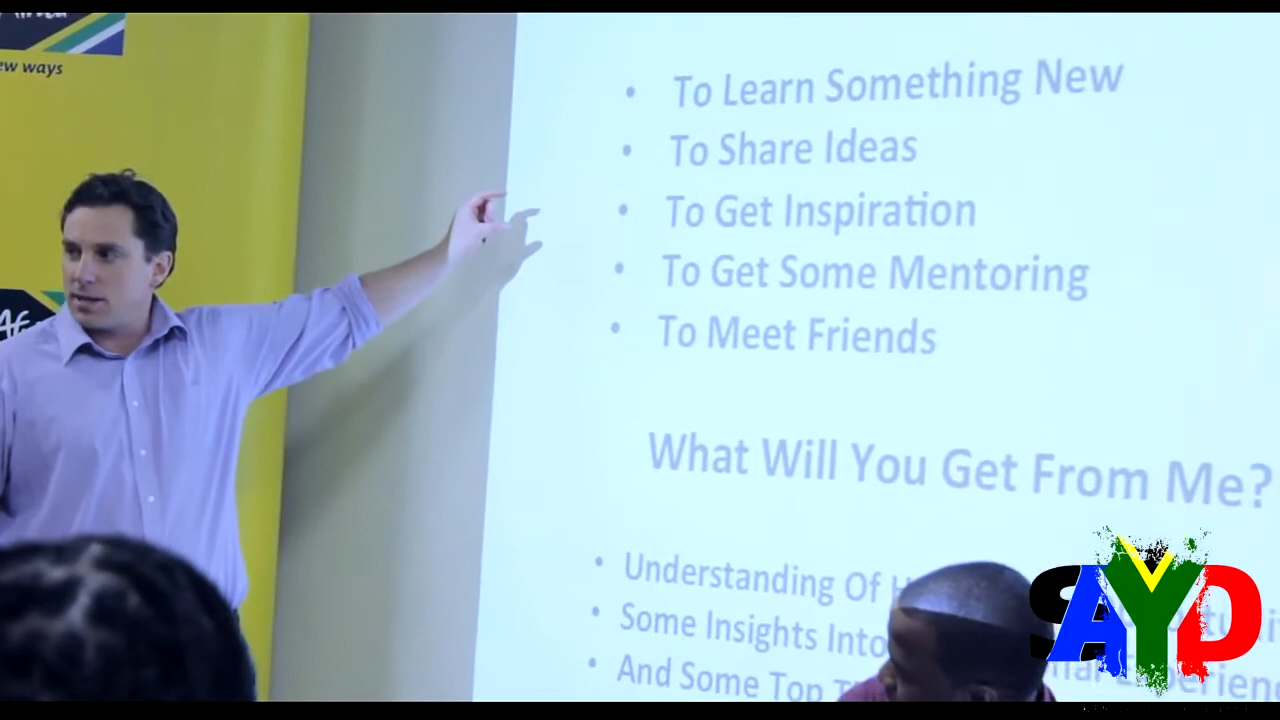 ew ways
• To Learn Something New
• To Share Ideas
• To Get Inspiration
• To Get Some Mentoring
• To Meet Friends
What Will You Get From Me?
• Understanding Of
• Some Insights Into
• And Some Top
SAYD